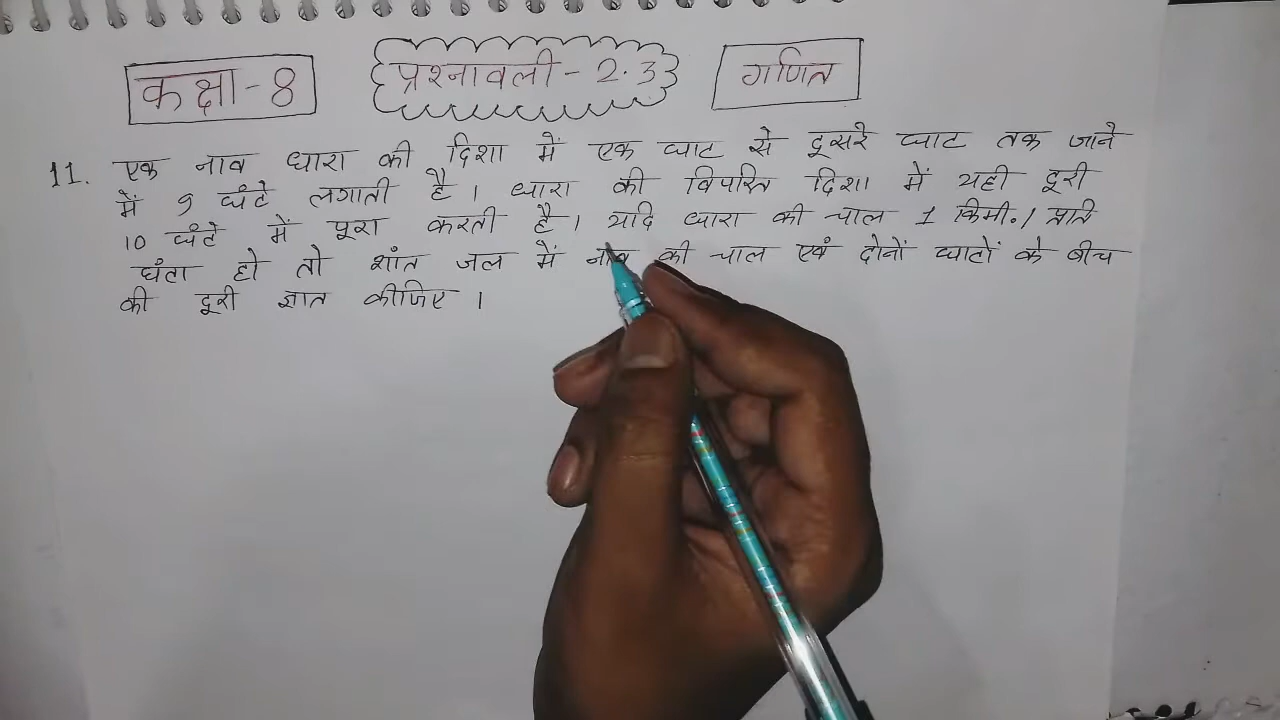 कक्षा-8
प्रश्नावली-2.3
गणित
11. एक नाव धारा की दिशा में एक घाट से दूसरे घाट तक जाने
में 9 घंटे लगाती है। धारा की विपरित दिशा में यही दूरी
10 घंटे में पूरा करती है। यदि धारा की चाल 1 किमी./प्रति
घंटा हो तो शांत जल में नाव की चाल एवं दोनों घाटों के बीच
की दूरी ज्ञात कीजिए।